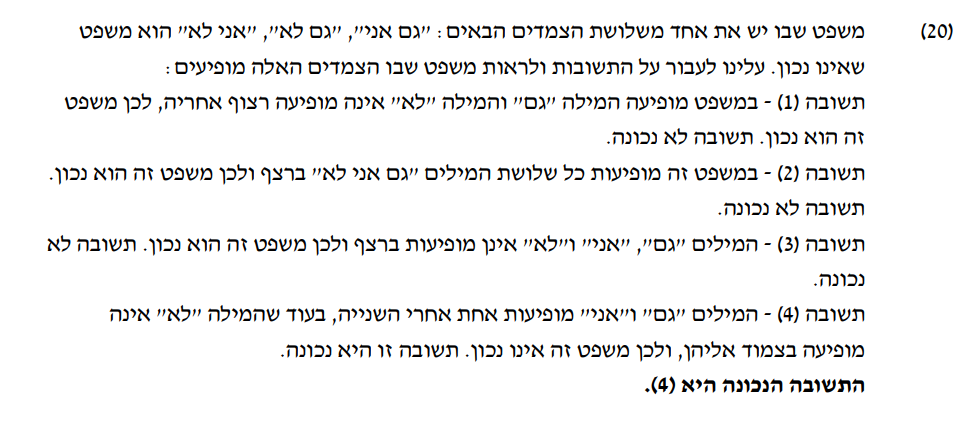 (20) משפט שבו יש את אחד משלושת הצמדים הבאים: "גם אני", "גם לא", "אני לא" הוא משפט
שאינו נכון. עלינו לעבור על התשובות ולראות משפט שבו הצמדים האלה מופיעים:
תשובה (1) - במשפט מופיעה המילה "גם" והמילה "לא" אינה מופיעה רצוף אחריה, לכן משפט
זה הוא נכון. תשובה לא נכונה.
תשובה (2) - במשפט זה מופיעות כל שלושת המילים "גם אני לא" ברצף ולכן משפט זה הוא נכון.
תשובה לא נכונה.
תשובה (3) - המילים "גם", "אני" ו"לא" אינן מופיעות ברצף ולכן משפט זה הוא נכון. תשובה לא
נכונה.
תשובה (4) - המילים "גם" ו"אני" מופיעות אחת אחרי השנייה, בעוד שהמילה "לא" אינה
מופיעה בצמוד אליהן, ולכן משפט זה אינו נכון. תשובה זו היא נכונה.
התשובה הנכונה היא (4).